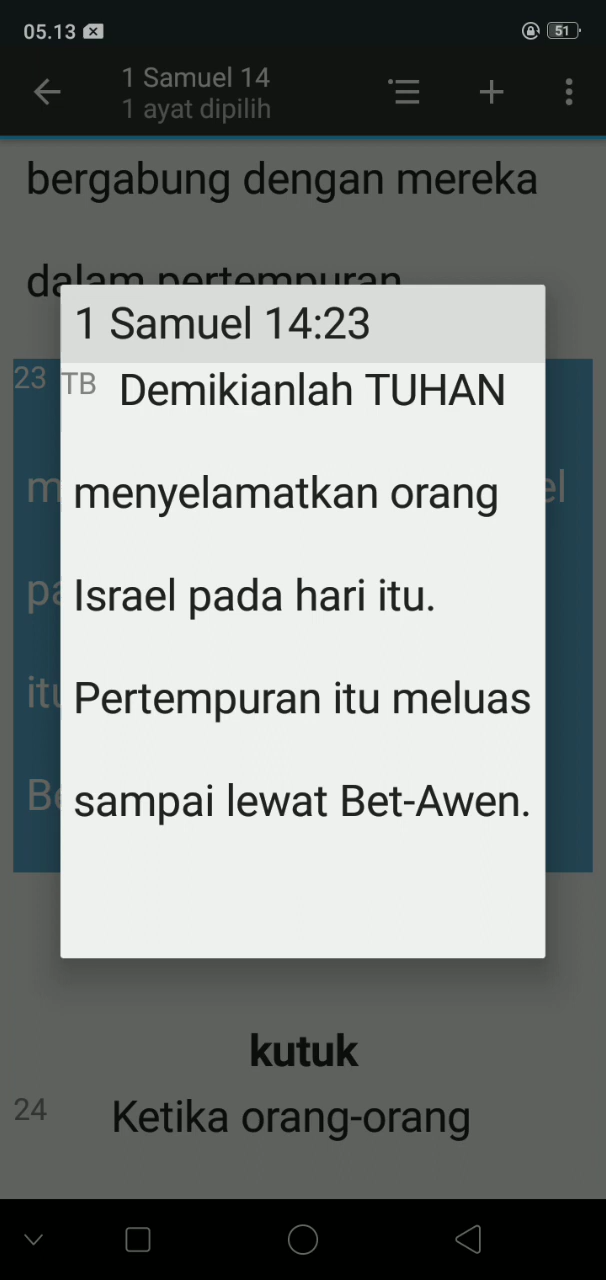 05.13
51
1 Samuel 14
1 ayat dipilih
bergabung dengan mereka
dalam pertempuran
1 Samuel 14:23
23
TB Demikianlah TUHAN
menyelamatkan orang
Israel pada hari itu.
Pertempuran itu meluas
sampai lewat Bet-Awen.
kutuk
24 Ketika orang-orang